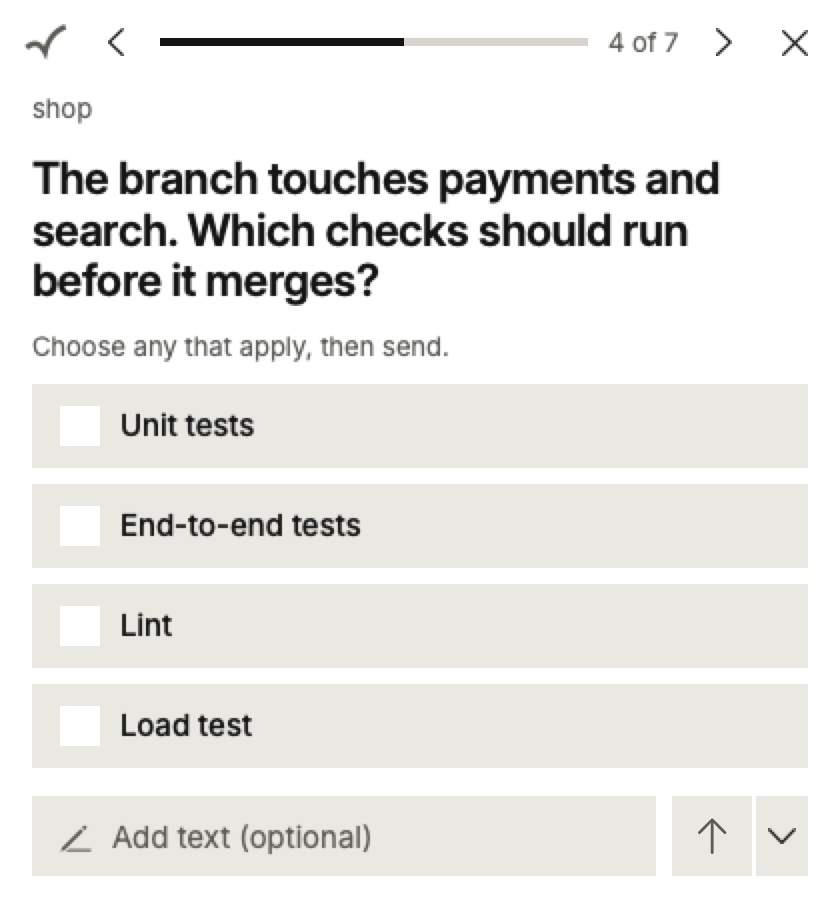 4 of 7
shop
The branch touches payments and
search. Which checks should run
before it merges?
Choose any that apply, then send.
Unit tests
End-to-end tests
Lint
Load test
Add text (optional)